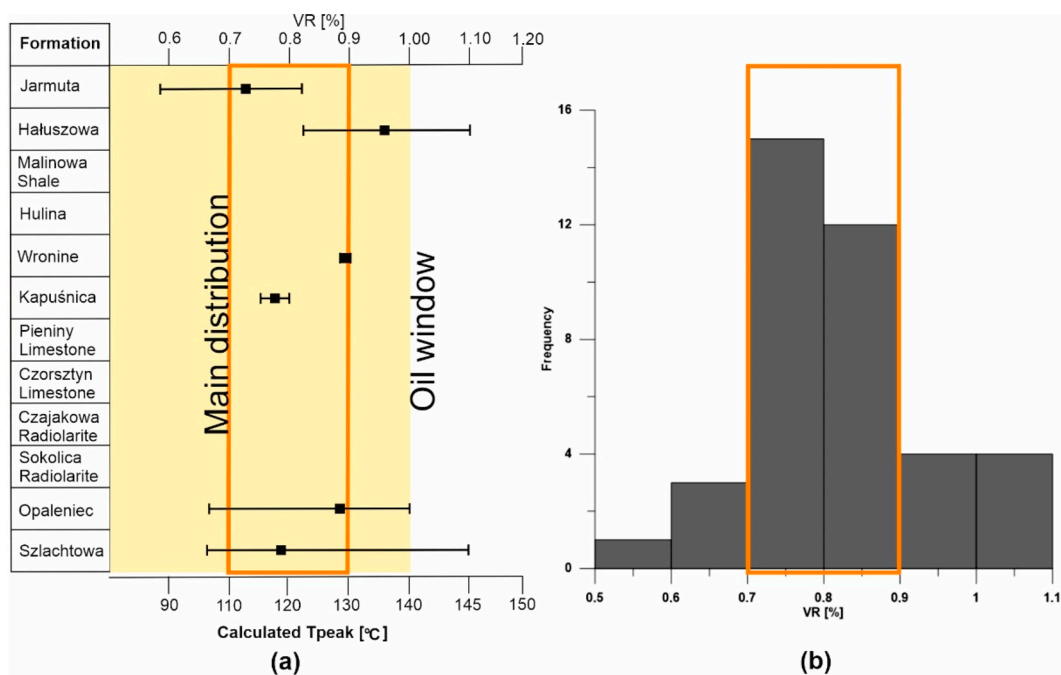 VR [%]
Formation
0.6 0.7 0.8 0.9 1.00 1.10 1.20
Jarmuta
Hałuszowa
Malinowa
Shale
Hulina
Wronine
Kapuśnica
Pieniny
Limestone
Czorsztyn
Limestone
Czajakowa
Radiolarite
Sokolica
Radiolarite
Opaleniec
Szlachtowa
Main distribution
Oil window
90 110 120 130 140 145 150
Calculated Tpeak [ºC]
(a)
16
12
8
4
0
Frequency
0.5 0.6 0.7 0.8 0.9 1 1.1
VR [%]
(b)